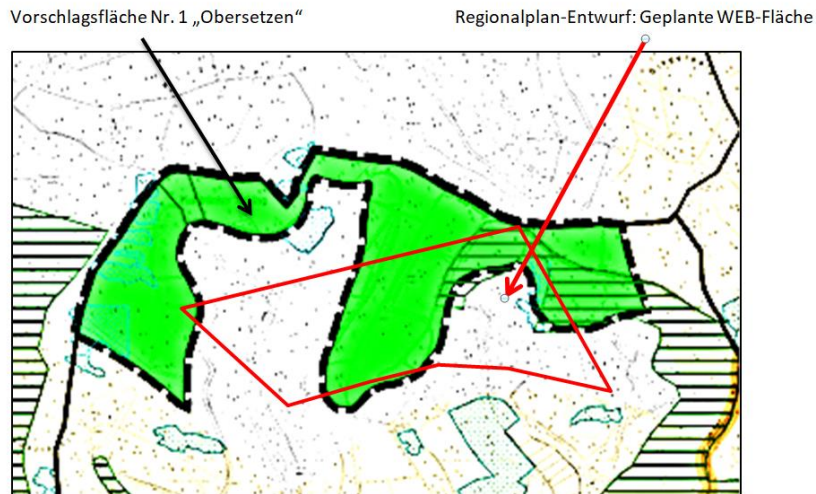 Vorschlagsfläche Nr. 1 „Obersetzen“
Regionalplan-Entwurf: Geplante WEB-Fläche